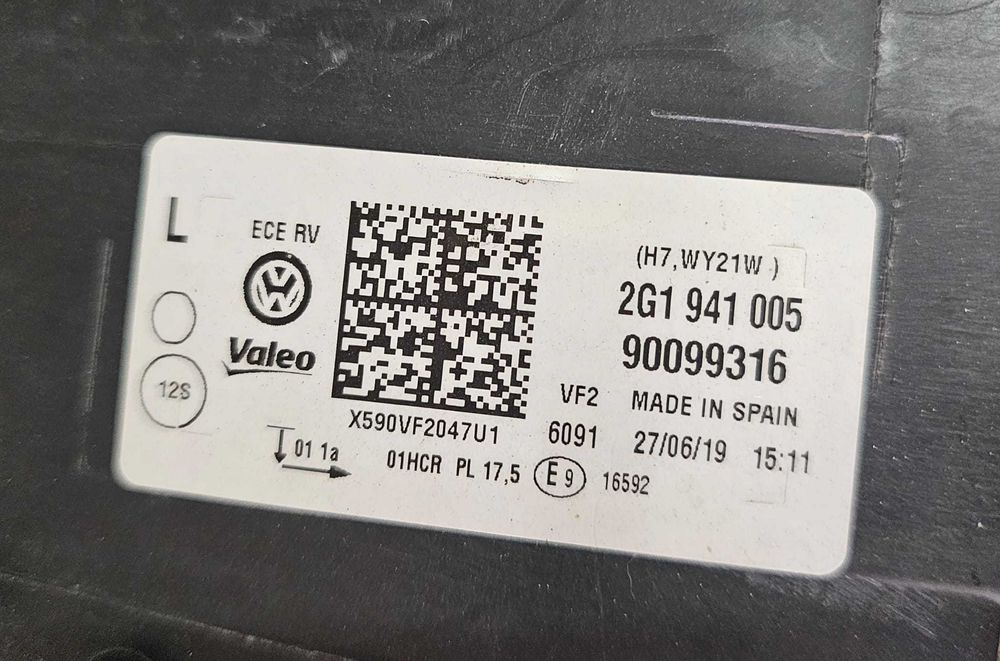 L
ECE RV
(H7,WY21W )
2G1 941 005
90099316
Valeo
12S
VF2
MADE IN SPAIN
X590VF2047U1
6091
27/06/19 15:11
01 1a
01HCR PL 17,5
E9
16592